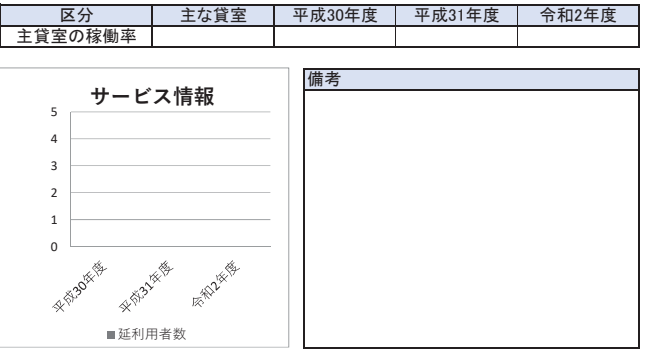 区分 主な貸室 平成30年度 平成31年度 令和2年度
主貸室の稼働率
サービス情報
5
4
3
2
1
0
平成30年度 平成31年度 令和2年度
■延利用者数
備考